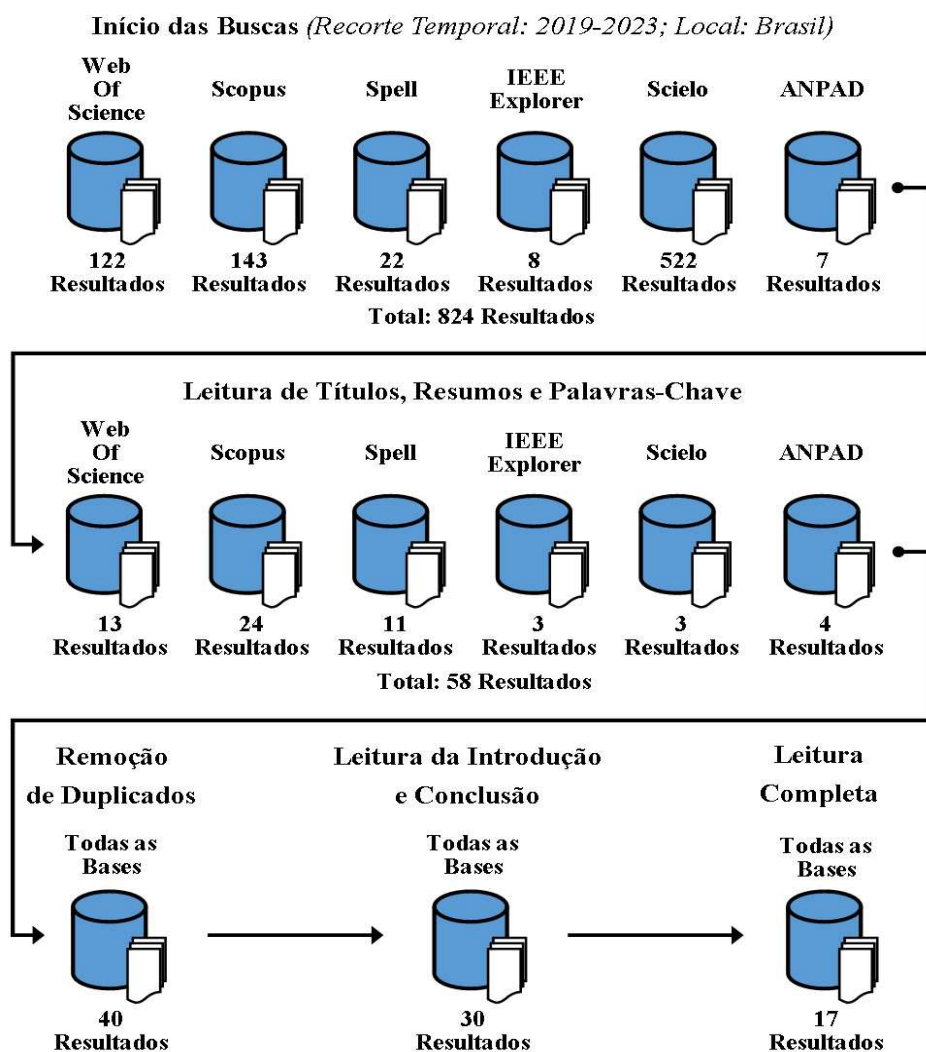 Início das Buscas (Recorte Temporal: 2019-2023; Local: Brasil)
Web
Of
Science
Scopus
Spell
IEEE
Explorer
Scielo
ANPAD
122
Resultados
143
Resultados
22
Resultados
8
Resultados
522
Resultados
7
Resultados
Total: 824 Resultados
Leitura de Títulos, Resumos e Palavras-Chave
Web
Of
Science
Scopus
Spell
IEEE
Explorer
Scielo
ANPAD
13
Resultados
24
Resultados
11
Resultados
3
Resultados
3
Resultados
4
Resultados
Total: 58 Resultados
Remoção
de Duplicados
Leitura da Introdução
e Conclusão
Leitura
Completa
Todas as
Bases
Todas as
Bases
Todas as
Bases
40
Resultados
30
Resultados
17
Resultados